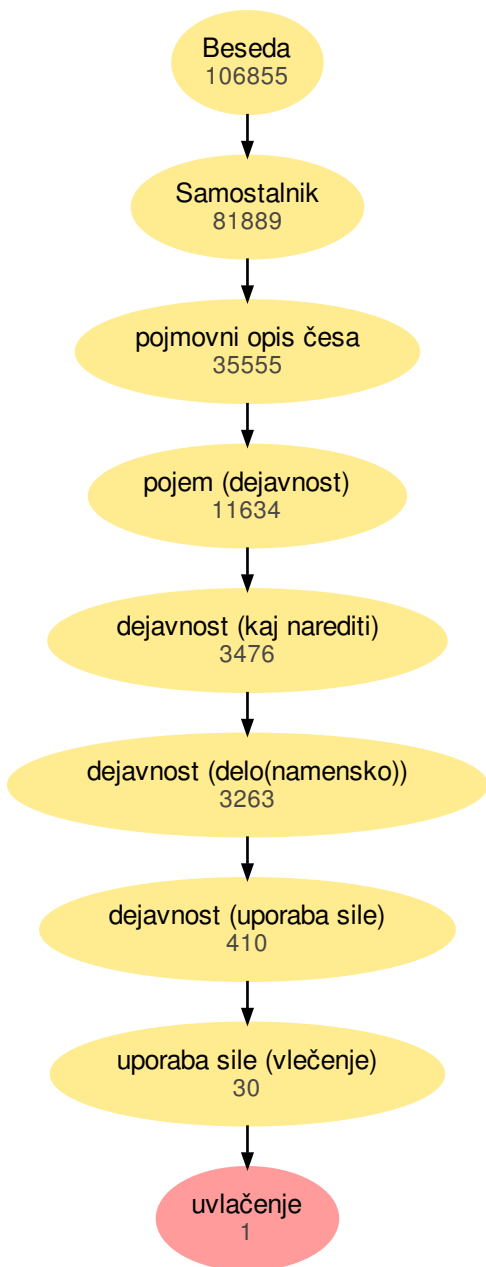 Beseda
106855
Samostalnik
81889
pojmovni opis česa
35555
pojem (dejavnost)
11634
dejavnost (kaj narediti)
3476
dejavnost (delo(namensko))
3263
dejavnost (uporaba sile)
410
uporaba sile (vlečenje)
30
uvlačenje
1